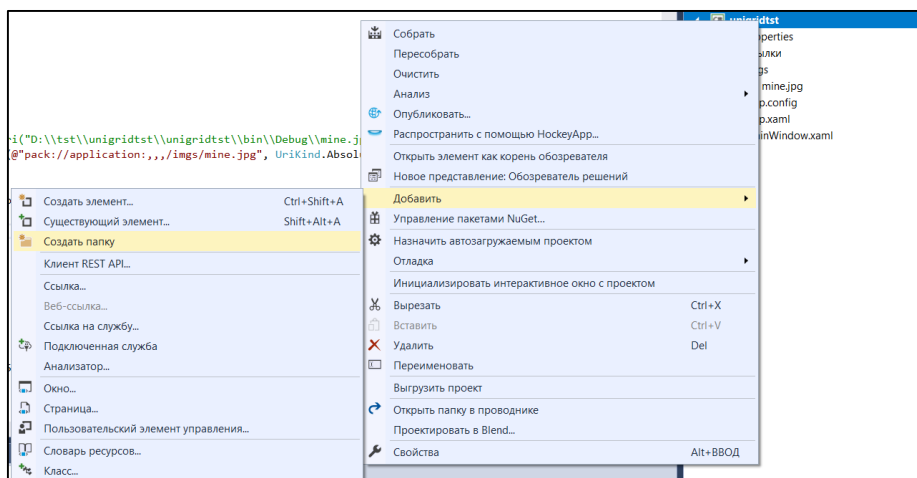 unigridtst
Собрать
Пересобрать
Очистить
Анализ
Опубликовать...
Распространить с помощью HockeyApp...
Открыть элемент как корень обозревателя
Новое представление: Обозреватель решений
Добавить
Управление пакетами NuGet...
Назначить автозагружаемым проектом
Отладка
Инициализировать интерактивное окно с проектом
Вырезать Ctrl+X
Вставить Ctrl+V
Удалить Del
Переименовать
Выгрузить проект
Открыть папку в проводнике
Проектировать в Blend...
Свойства Alt+ВВОД
perties
ылки
gs
mine.jpg
p.config
p.xaml
inWindow.xaml
ri("D:\\tst\\unigridtst\\unigridtst\\bin\\Debug\\mine.j
(@"pack://application:,,,/imgs/mine.jpg", UriKind.Absol
Создать элемент... Ctrl+Shift+A
Существующий элемент... Shift+Alt+A
Создать папку
Клиент REST API...
Ссылка...
Веб-ссылка...
Ссылка на службу...
Подключенная служба
Анализатор...
Окно...
Страница...
Пользовательский элемент управления...
Словарь ресурсов...
Класс...